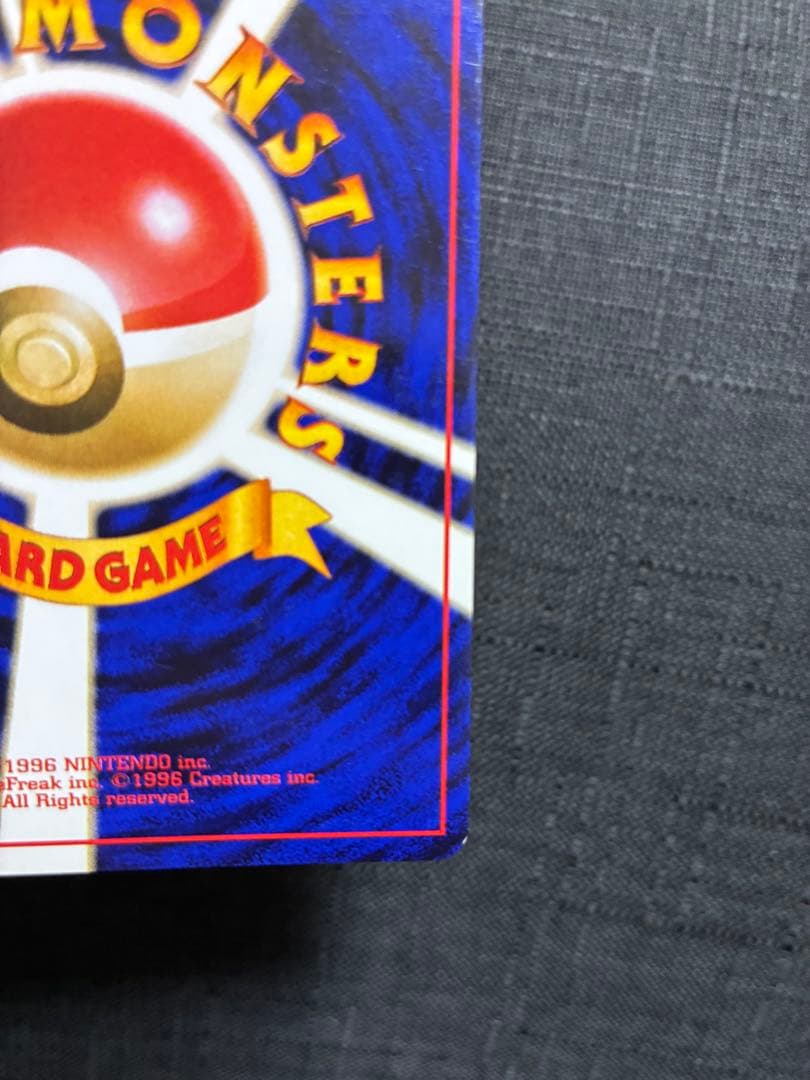 MONSTERS
ARD GAME
1996 NINTENDO inc.
eFreak inc. ©1996 Creatures inc.
All Rights reserved.